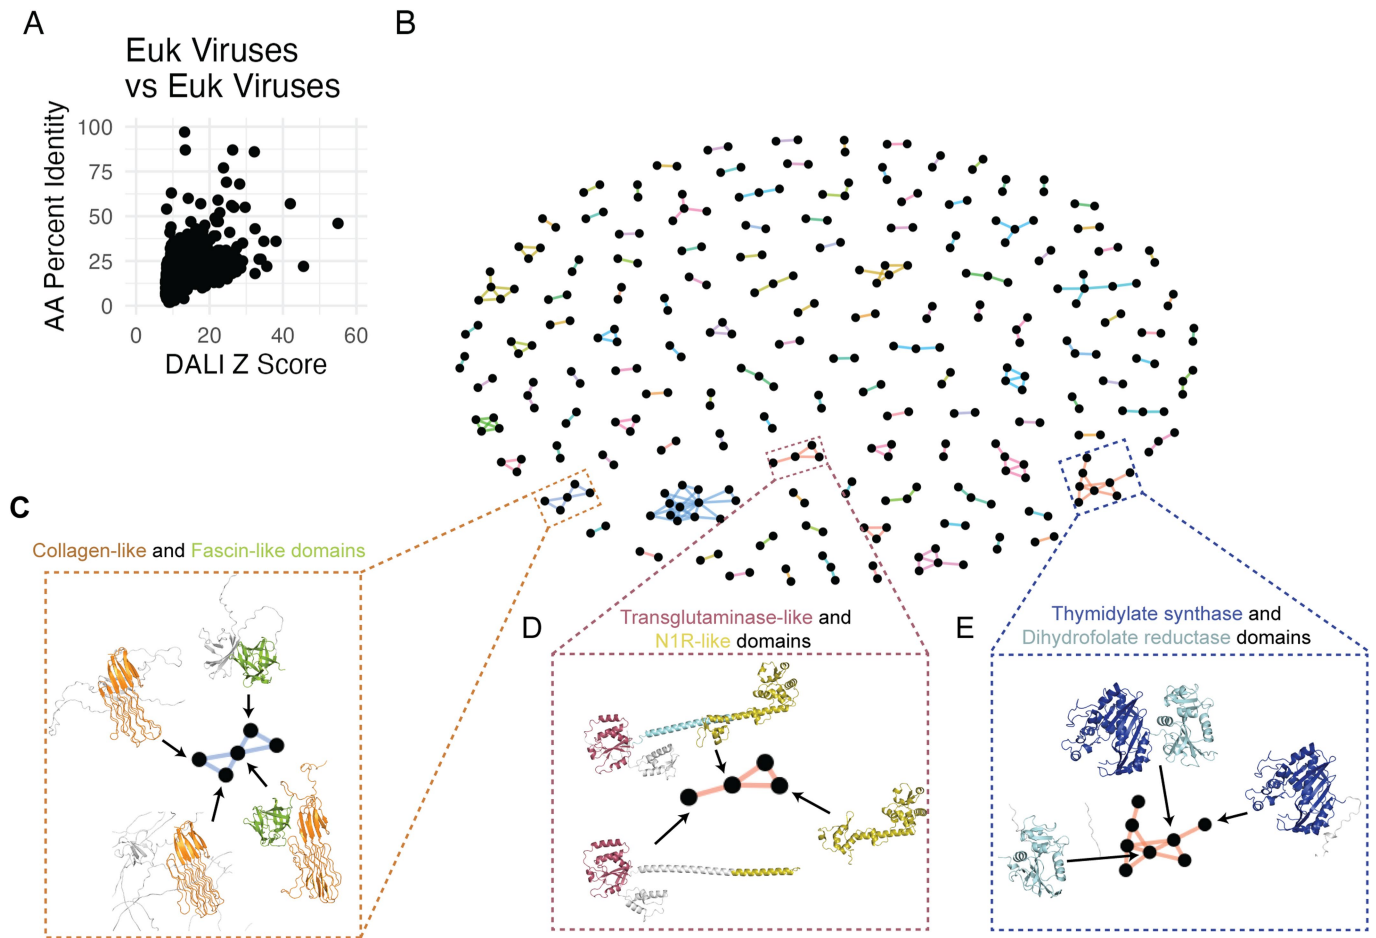 A
B
Euk Viruses
vs Euk Viruses
AA Percent Identity
100
75
50
25
0
0
20
40
60
DALI Z Score
C
Collagen-like and Fascin-like domains
D
Transglutaminase-like and
N1R-like domains
E
Thymidylate synthase and
Dihydrofolate reductase domains